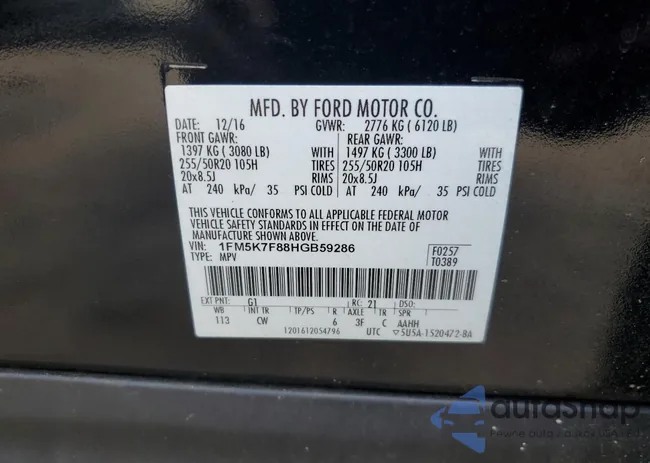 MFD. BY FORD MOTOR CO.
DATE: 12/16 GVWR: 2776 KG ( 6120 LB)
FRONT GAWR: REAR GAWR:
1397 KG ( 3080 LB) WITH 1497 KG ( 3300 LB) WITH
255/50R20 105H TIRES 255/50R20 105H TIRES
20x8.5J RIMS 20x8.5J RIMS
AT 240 kPa/ 35 PSI COLD AT 240 kPa/ 35 PSI COLD
THIS VEHICLE CONFORMS TO ALL APPLICABLE FEDERAL MOTOR
VEHICLE SAFETY STANDARDS IN EFFECT ON THE DATE OF
MANUFACTURE SHOWN ABOVE.
VIN: 1FM5K7F88HGB59286 F0257
TYPE: MPV T0389
EXT PNT: G1 RC: 21 DSO:
WB INT TR TP/PS R AXLE TR SPR
113 CW 6 3F C AAHH
1201612054796 UTC 5U5A-1520472-BA
autoSnap
Pewne auto z aukcji